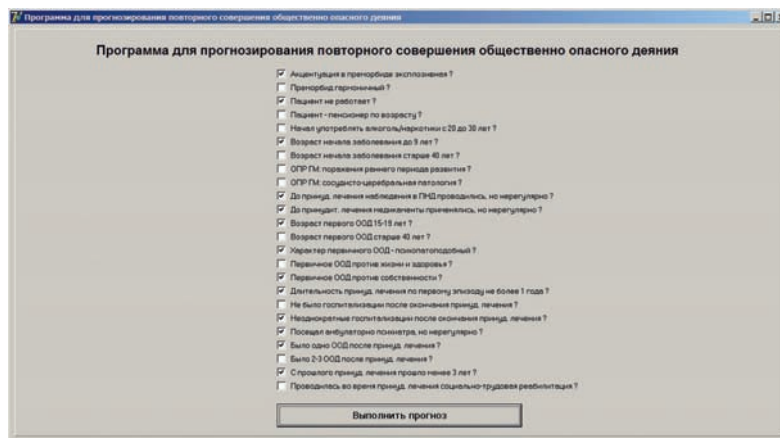 Программа для прогнозирования повторного совершения общественно опасного деяния
Программа для прогнозирования повторного совершения общественно опасного деяния
Акцентуация в преморбиде эксплозивная ?
Преморбид гармоничный ?
Пациент не работает ?
Пациент - пенсионер по возрасту ?
Начал употреблять алкоголь/наркотики с 20 до 30 лет ?
Возраст начала заболевания до 9 лет ?
Возраст начала заболевания старше 40 лет ?
ОПР ГМ: поражения раннего периода развития ?
ОПР ГМ: сосудисто-церебральная патология ?
До принуд. лечения наблюдения в ПНД проводились, но нерегулярно ?
До принудит. лечения медикаменты применялись, но нерегулярно ?
Возраст первого ООД 15-19 лет ?
Возраст первого ООД старше 40 лет ?
Характер первичного ООД - психопатоподобный ?
Первичное ООД против жизни и здоровья ?
Первичное ООД против собственности ?
Длительность принуд. лечения по первому эпизоду не более 1 года ?
Не было госпитализации после окончания принуд. лечения ?
Неоднократные госпитализации после окончания принуд. лечения ?
Посещал амбулаторно психиатра, но нерегулярно ?
Было одно ООД после принуд. лечения ?
Было 2-3 ООД после принуд. лечения ?
С прошлого принуд. лечения прошло менее 3 лет ?
Проводилась во время принуд. лечения социально-трудовая реабилитация ?
Выполнить прогноз